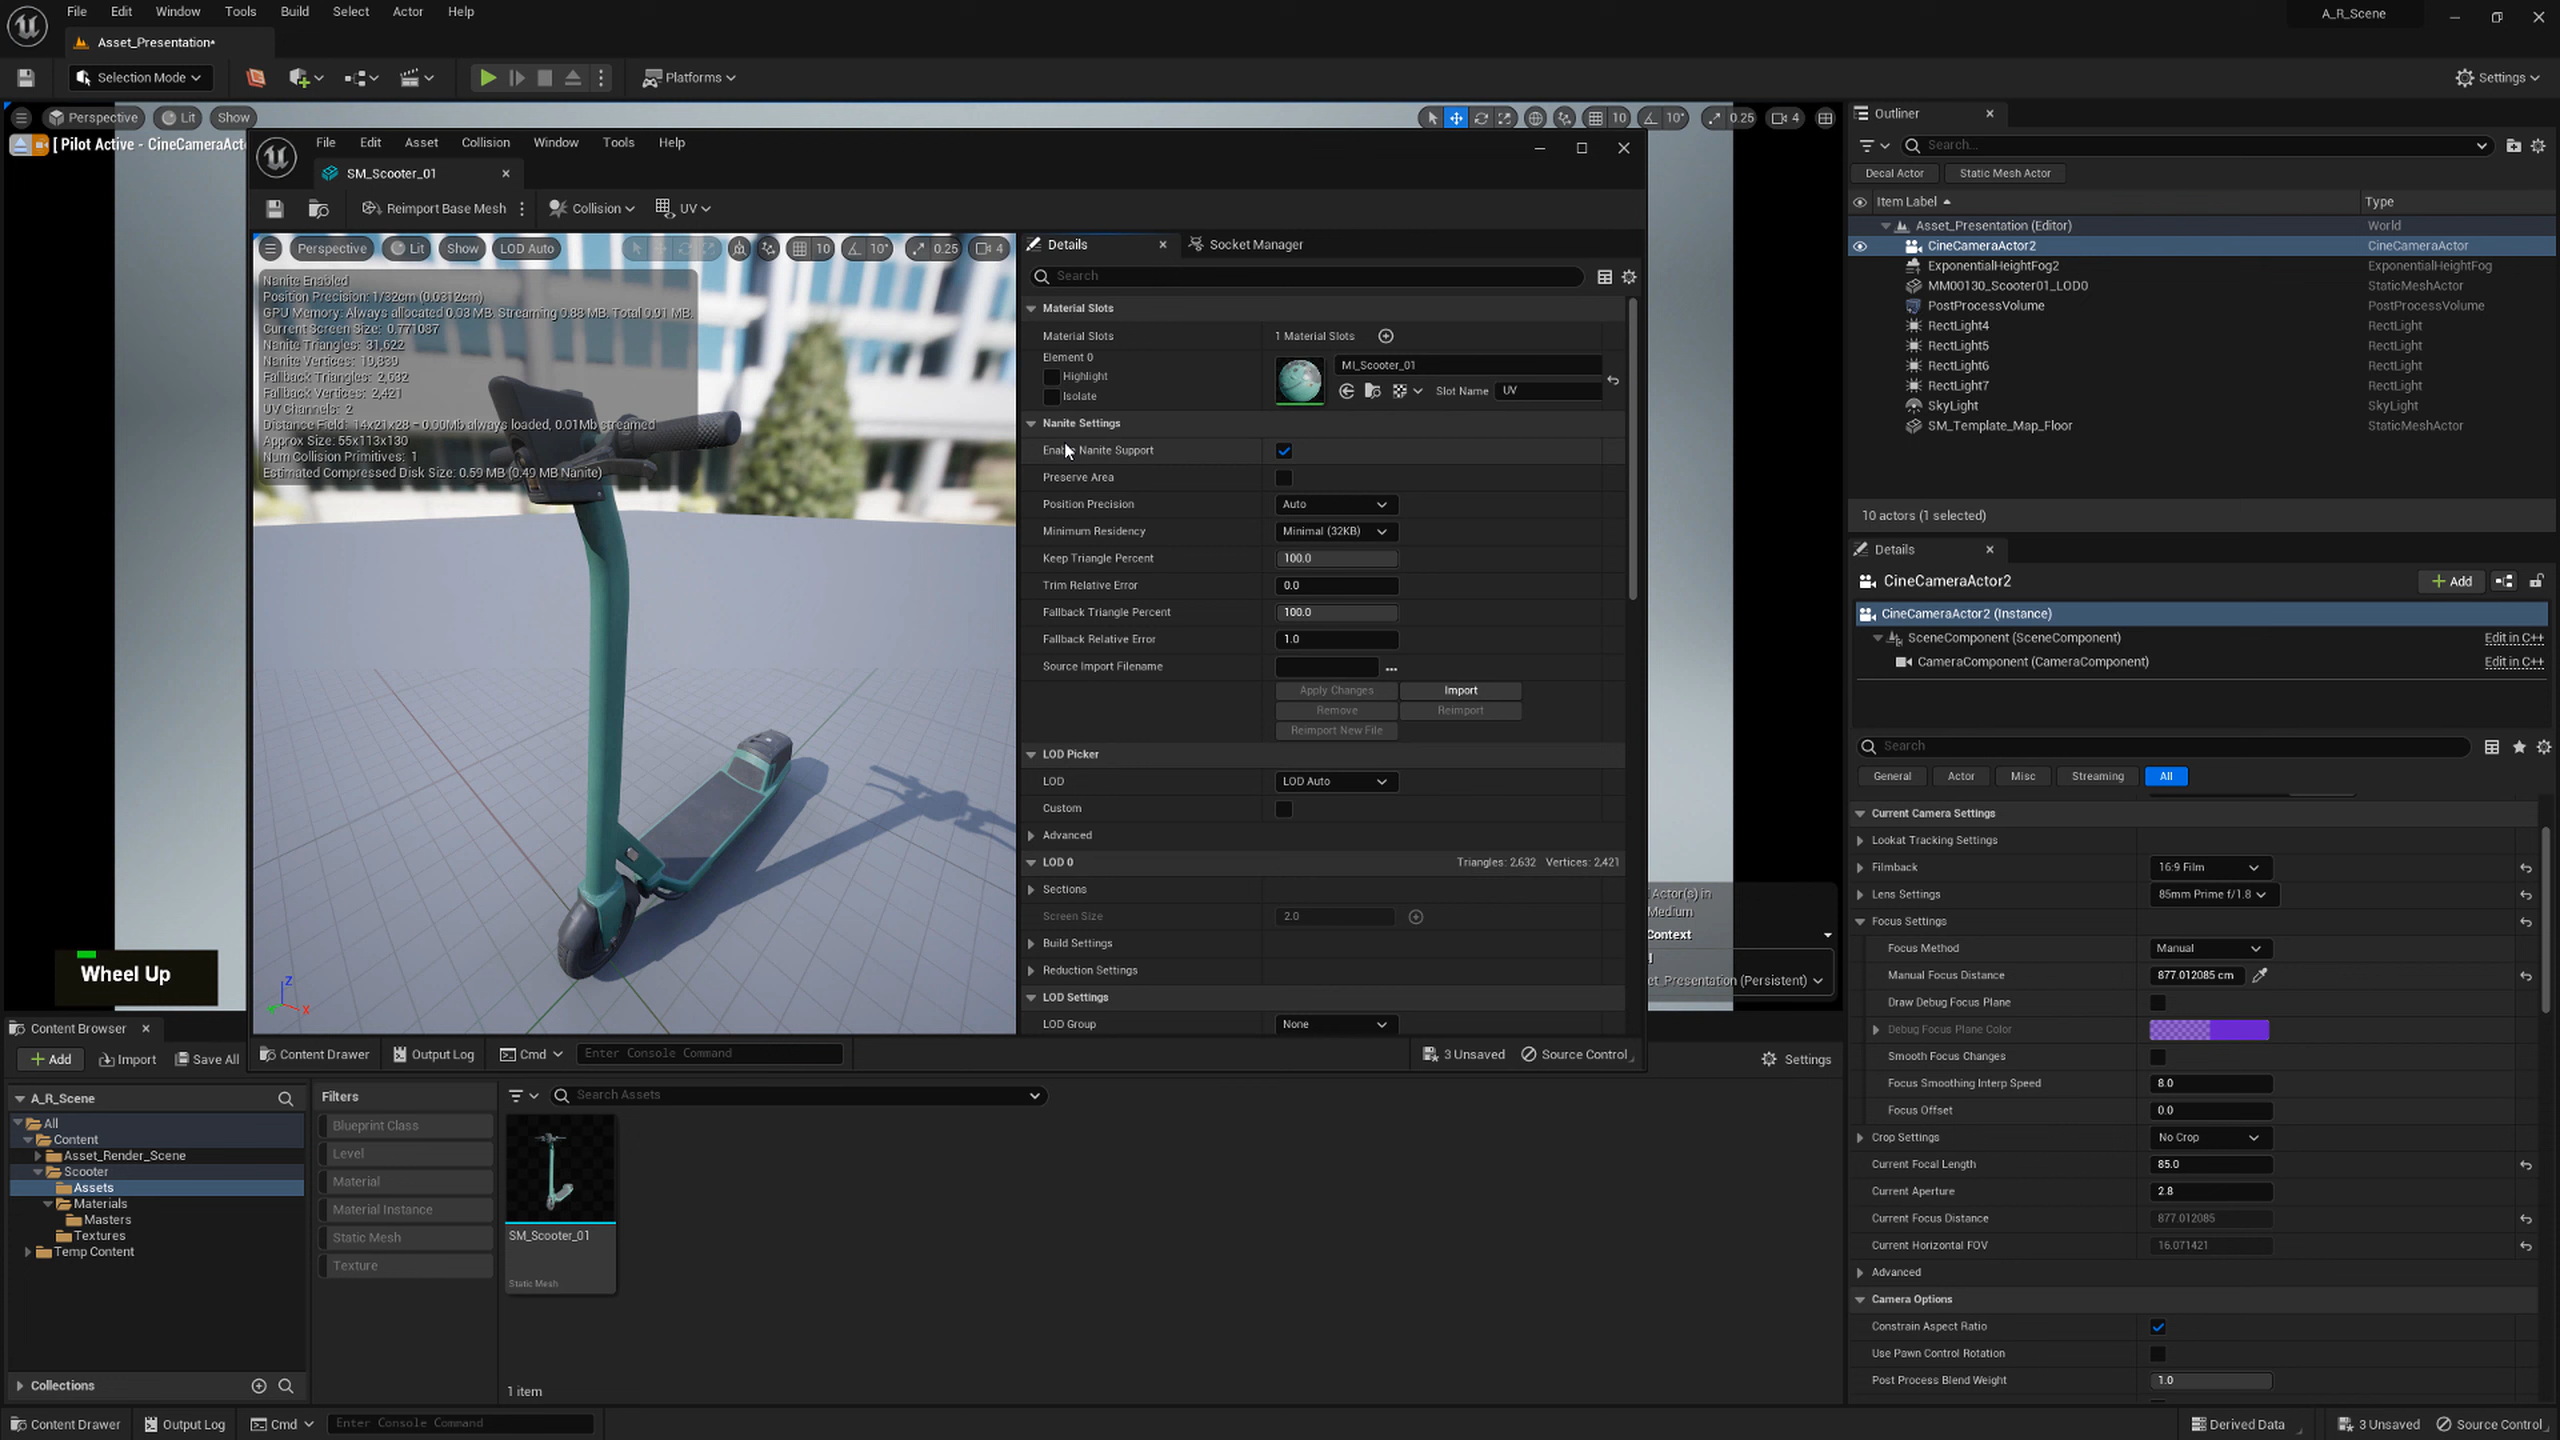 File Edit Window Tools Build Select Actor Help
A_R_Scene
Asset_Presentation*
Selection Mode
Platforms
Settings
Perspective Lit Show
10 10° 0.25 4
[ Pilot Active - CineCameraAct
File Edit Asset Collision Window Tools Help
SM_Scooter_01
Reimport Base Mesh
Collision
UV
Perspective Lit Show LOD Auto
10 10° 0.25 4
Nanite Enabled
Position Precision: 1/32cm (0.0312cm)
GPU Memory: Always allocated 0.03 MB. Streaming 0.88 MB. Total 0.91 MB.
Current Screen Size: 0.771087
Nanite Triangles: 31,622
Nanite Vertices: 19,839
Fallback Triangles: 2,632
Fallback Vertices: 2,421
UV Channels: 2
Distance Field: 14x21x28 = 0.00Mb always loaded, 0.01Mb streamed
Approx Size: 55x113x130
Num Collision Primitives: 1
Estimated Compressed Disk Size: 0.59 MB (0.49 MB Nanite)
Z
X
Details
Socket Manager
Search
Material Slots
Material Slots 1 Material Slots
Element 0
Highlight
Isolate
MI_Scooter_01
Slot Name UV
Nanite Settings
Enab Nanite Support
Preserve Area
Position Precision Auto
Minimum Residency Minimal (32KB)
Keep Triangle Percent 100.0
Trim Relative Error 0.0
Fallback Triangle Percent 100.0
Fallback Relative Error 1.0
Source Import Filename
Apply Changes Import
Remove Reimport
Reimport New File
LOD Picker
LOD LOD Auto
Custom
Advanced
LOD 0 Triangles: 2,632 Vertices: 2,421
Sections
Screen Size 2.0
Build Settings
Reduction Settings
LOD Settings
LOD Group None
Content Drawer Output Log Cmd Enter Console Command
3 Unsaved Source Control
Actor(s) in
Medium
Context
et_Presentation (Persistent)
Wheel Up
Content Browser
Add Import Save All
Settings
A_R_Scene
All
Content
Asset_Render_Scene
Scooter
Assets
Materials
Masters
Textures
Temp Content
Collections
Filters
Blueprint Class
Level
Material
Material Instance
Static Mesh
Texture
Search Assets
SM_Scooter_01
Static Mesh
1 item
Outliner
Search...
Decal Actor Static Mesh Actor
Item Label Type
Asset_Presentation (Editor) World
CineCameraActor2 CineCameraActor
ExponentialHeightFog2 ExponentialHeightFog
MM00130_Scooter01_LOD0 StaticMeshActor
PostProcessVolume PostProcessVolume
RectLight4 RectLight
RectLight5 RectLight
RectLight6 RectLight
RectLight7 RectLight
SkyLight SkyLight
SM_Template_Map_Floor StaticMeshActor
10 actors (1 selected)
Details
CineCameraActor2
Add
CineCameraActor2 (Instance)
SceneComponent (SceneComponent) Edit in C++
CameraComponent (CameraComponent) Edit in C++
Search
General Actor Misc Streaming All
Current Camera Settings
Lookat Tracking Settings
Filmback 16:9 Film
Lens Settings 85mm Prime f/1.8
Focus Settings
Focus Method Manual
Manual Focus Distance 877.012085 cm
Draw Debug Focus Plane
Debug Focus Plane Color
Smooth Focus Changes
Focus Smoothing Interp Speed 8.0
Focus Offset 0.0
Crop Settings No Crop
Current Focal Length 85.0
Current Aperture 2.8
Current Focus Distance 877.012085
Current Horizontal FOV 16.071421
Advanced
Camera Options
Constrain Aspect Ratio
Use Pawn Control Rotation
Post Process Blend Weight 1.0
Content Drawer Output Log Cmd Enter Console Command
Derived Data 3 Unsaved Source Control